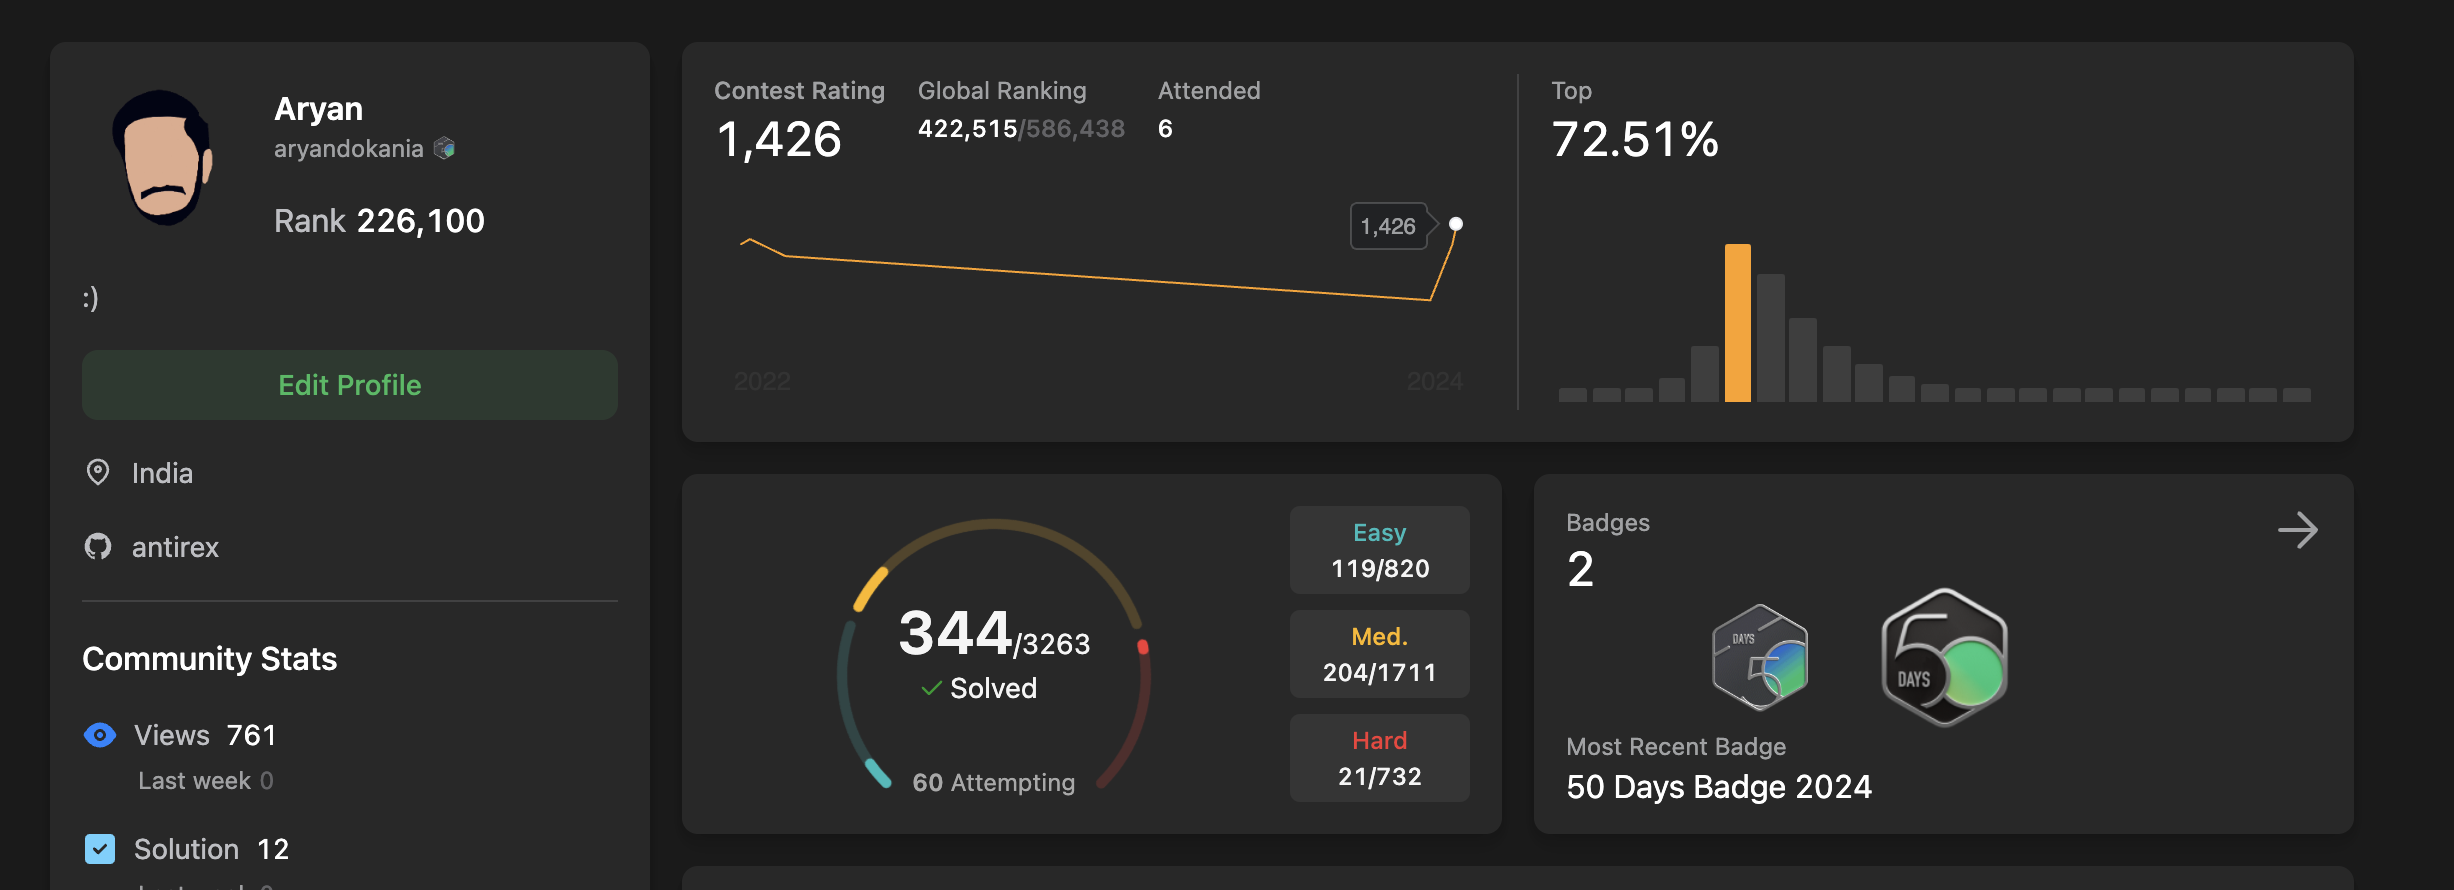 Aryan
aryandokania
Rank 226,100
:)
Edit Profile
India
antirex
Community Stats
Views 761
Last week 0
Solution 12
Contest Rating
1,426
Global Ranking
422,515/586,438
Attended
6
1,426
2022
2024
Top
72.51%
344/3263
Solved
60 Attempting
Easy
119/820
Med.
204/1711
Hard
21/732
Badges
2
DAYS
5
50
DAYS
Most Recent Badge
50 Days Badge 2024